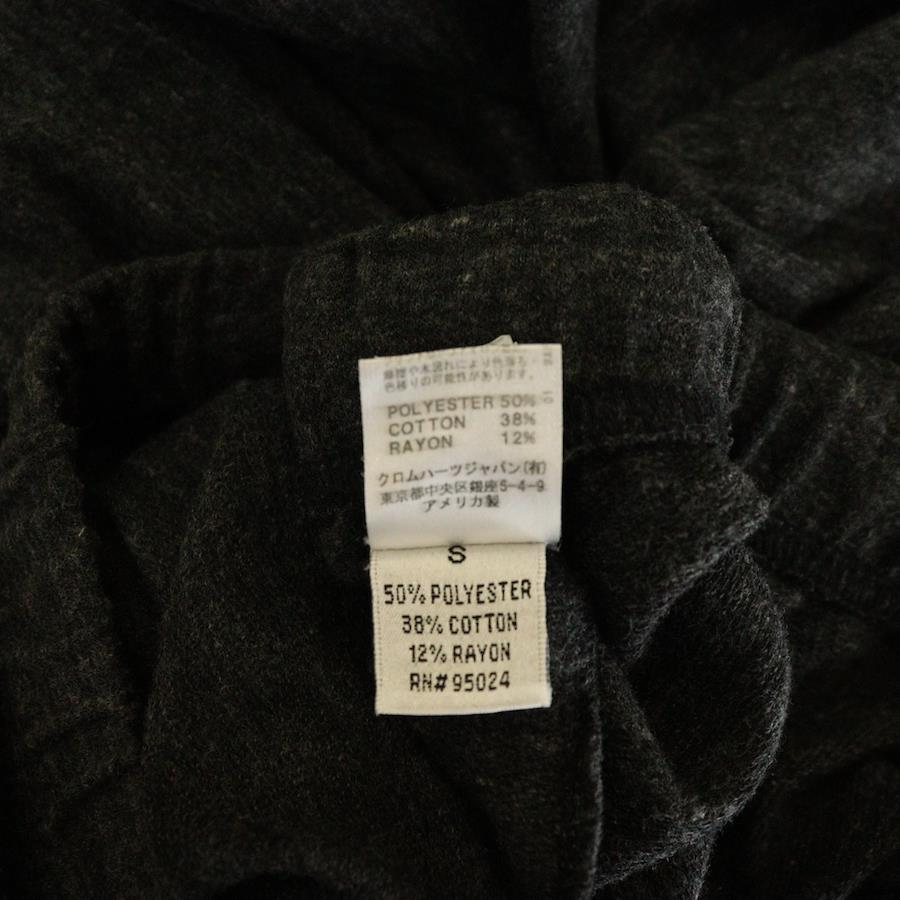 摩擦や水濡れにより色落ち・
色移りの可能性があります。
POLYESTER 50%
COTTON 38%
RAYON 12%
クロムハーツジャパン(有)
東京都中央区銀座5-4-9
アメリカ製
S
50% POLYESTER
38% COTTON
12% RAYON
RN# 95024